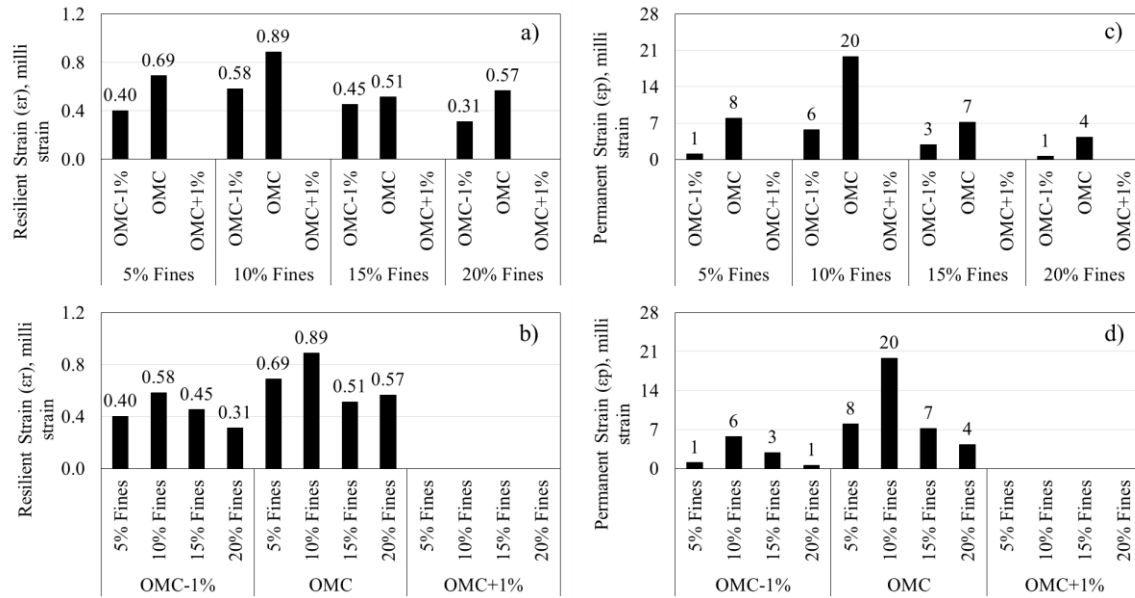 Resilient Strain (εr), milli
strain
1.2
0.8
0.4
0.0
a)
0.40
0.69
0.58
0.89
0.45
0.51
0.31
0.57
OMC-1%
OMC
OMC+1%
OMC-1%
OMC
OMC+1%
OMC-1%
OMC
OMC+1%
OMC-1%
OMC
OMC+1%
5% Fines
10% Fines
15% Fines
20% Fines
Permanent Strain (εp), milli
strain
28
21
14
7
0
c)
1
8
6
20
3
7
1
4
OMC-1%
OMC
OMC+1%
OMC-1%
OMC
OMC+1%
OMC-1%
OMC
OMC+1%
OMC-1%
OMC
OMC+1%
5% Fines
10% Fines
15% Fines
20% Fines
Resilient Strain (εr), milli
strain
1.2
0.8
0.4
0.0
b)
0.40
0.58
0.45
0.31
0.69
0.89
0.51
0.57
5% Fines
10% Fines
15% Fines
20% Fines
5% Fines
10% Fines
15% Fines
20% Fines
5% Fines
10% Fines
15% Fines
20% Fines
OMC-1%
OMC
OMC+1%
Permanent Strain (εp), milli
strain
28
21
14
7
0
d)
1
6
3
1
8
20
7
4
5% Fines
10% Fines
15% Fines
20% Fines
5% Fines
10% Fines
15% Fines
20% Fines
5% Fines
10% Fines
15% Fines
20% Fines
OMC-1%
OMC
OMC+1%